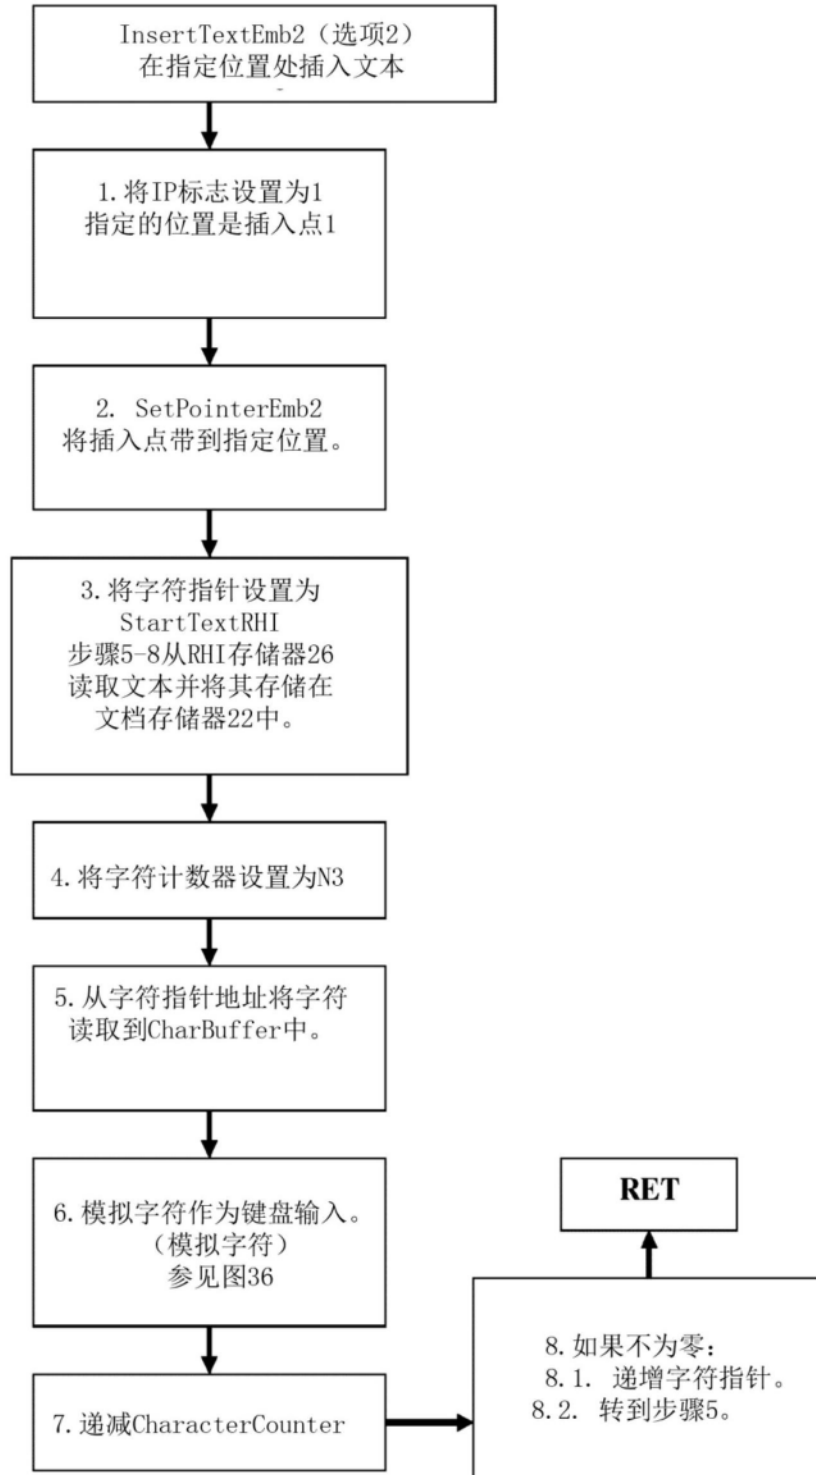 InsertTextEmb2（选项2）
在指定位置处插入文本
1.将IP标志设置为1
指定的位置是插入点1
2. SetPointerEmb2
将插入点带到指定位置。
3.将字符指针设置为
StartTextRHI
步骤5-8从RHI存储器26
读取文本并将其存储在
文档存储器22中。
4.将字符计数器设置为N3
5.从字符指针地址将字符
读取到CharBuffer中。
6.模拟字符作为键盘输入。
（模拟字符）
参见图36
7.递减CharacterCounter
8.如果不为零：
8.1. 递增字符指针。
8.2. 转到步骤5。
RET